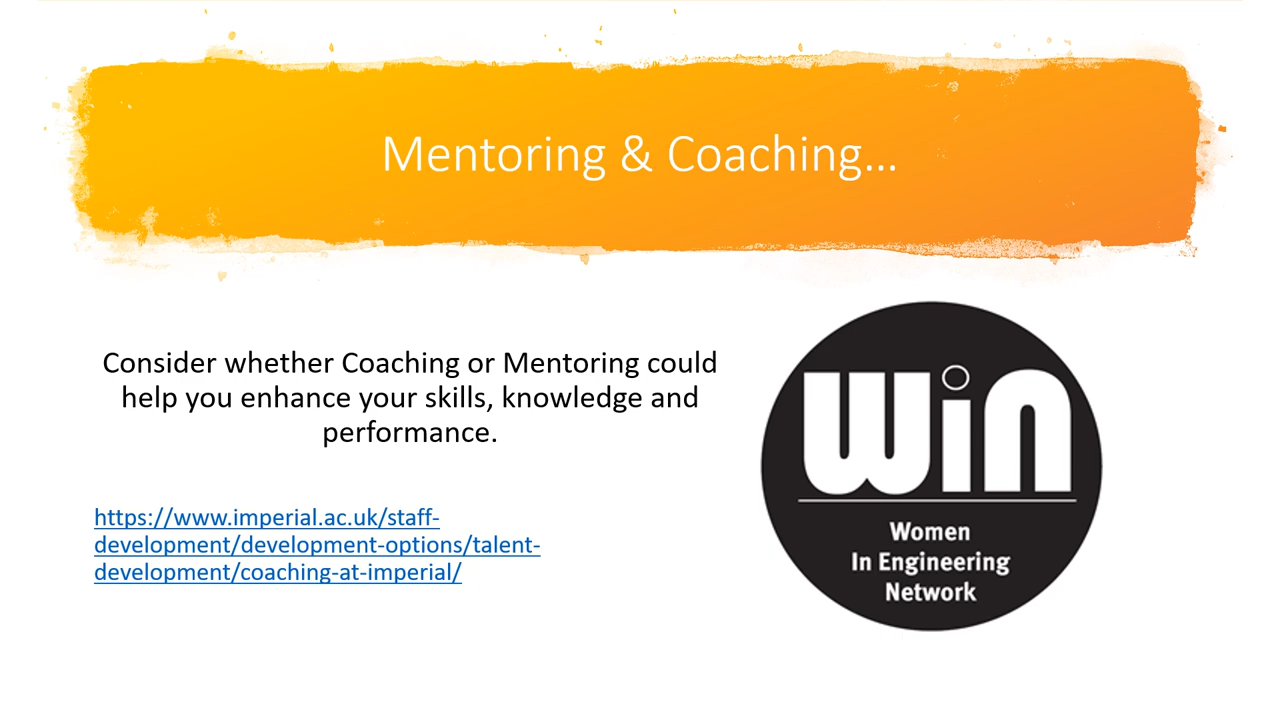 Mentoring & Coaching...
Consider whether Coaching or Mentoring could
help you enhance your skills, knowledge and
performance.
https://www.imperial.ac.uk/staff-
development/development-options/talent-
development/coaching-at-imperial/
win
Women
In Engineering
Network